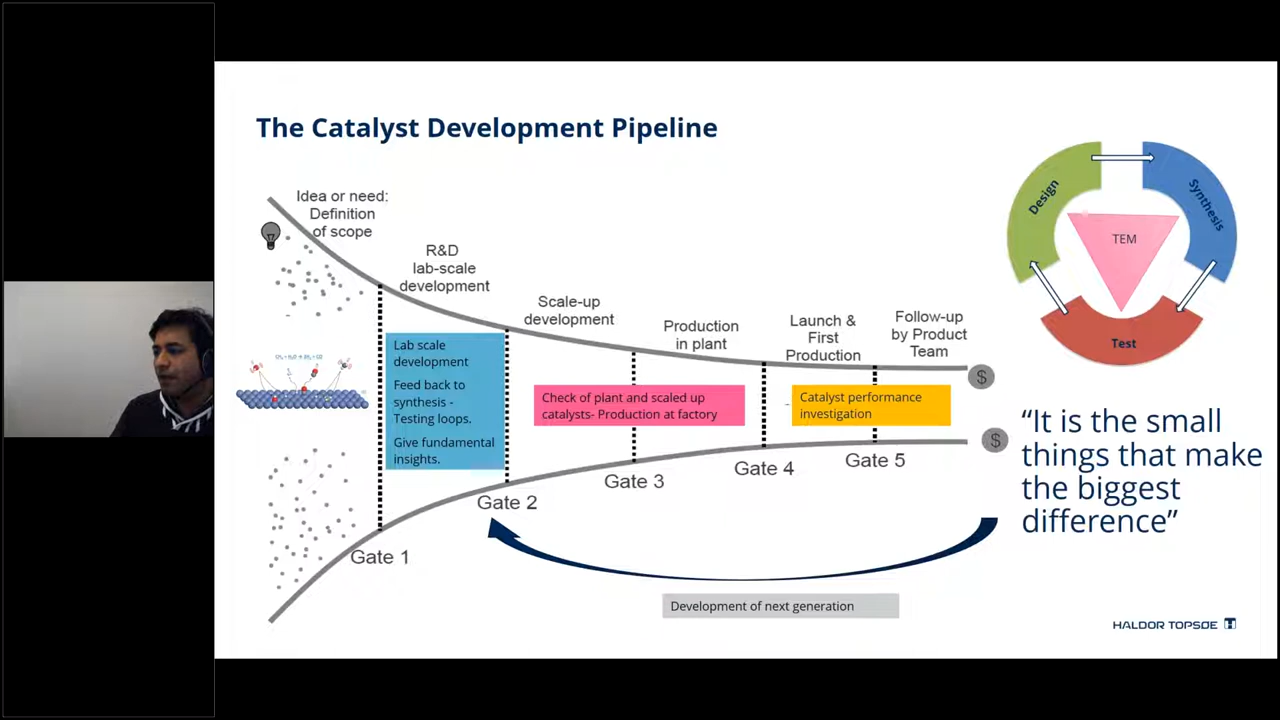 The Catalyst Development Pipeline
Idea or need:
Definition
of scope
R&D
lab-scale
development
Scale-up
development
Production
in plant
Launch &
First
Production
Follow-up
by Product
Team
Lab scale
development
Feed back to
synthesis -
Testing loops.
Give fundamental
insights.
Check of plant and scaled up
catalysts- Production at factory
Catalyst performance
investigation
$
$
Gate 1
Gate 2
Gate 3
Gate 4
Gate 5
Development of next generation
Design
Synthesis
TEM
Test
“It is the small
things that make
the biggest
difference”
HALDOR TOPSØE